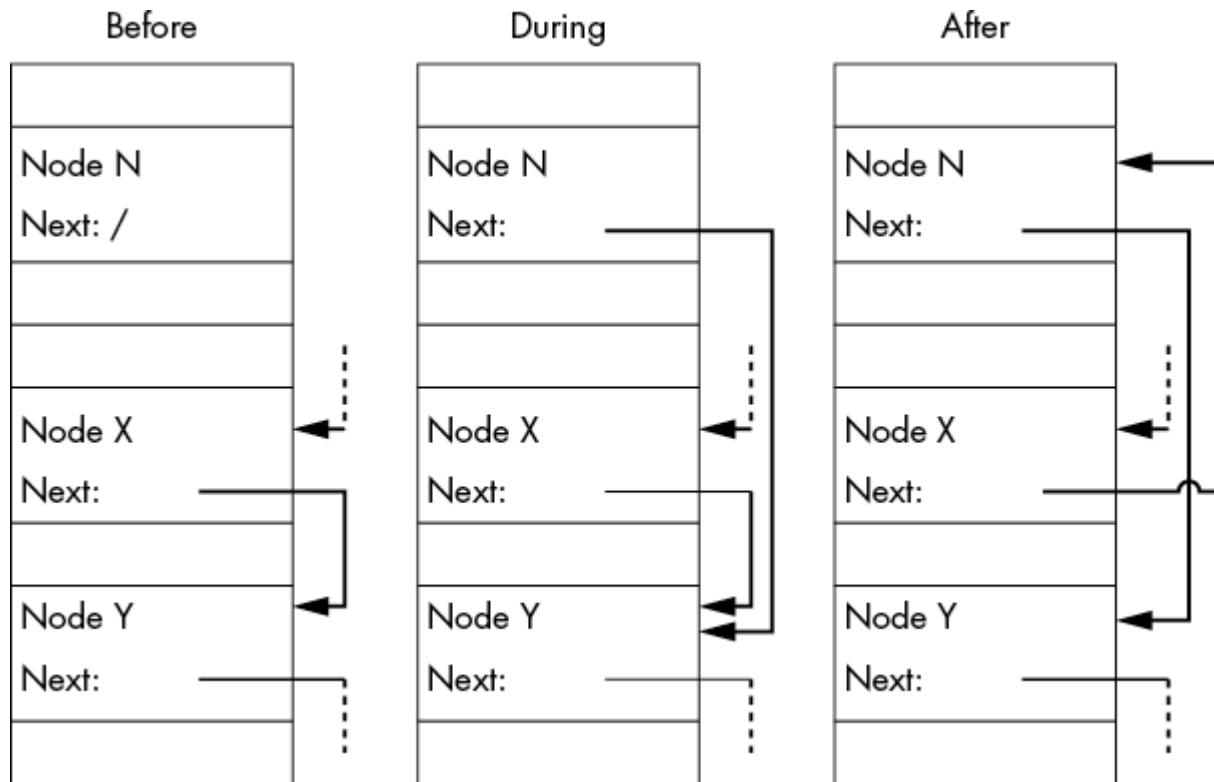 Before
During
After
Node N
Next: /
Node X
Next:
Node Y
Next:
Node N
Next:
Node X
Next:
Node Y
Next:
Node N
Next:
Node X
Next:
Node Y
Next: